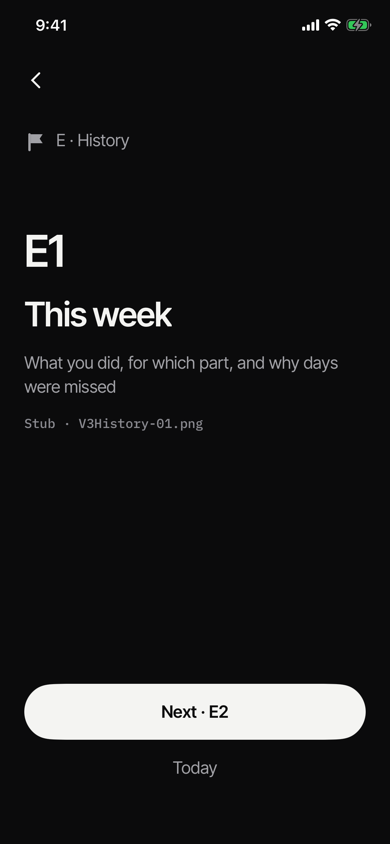 9:41
E · History
E1
This week
What you did, for which part, and why days
were missed
Stub · V3History-01.png
Next · E2
Today